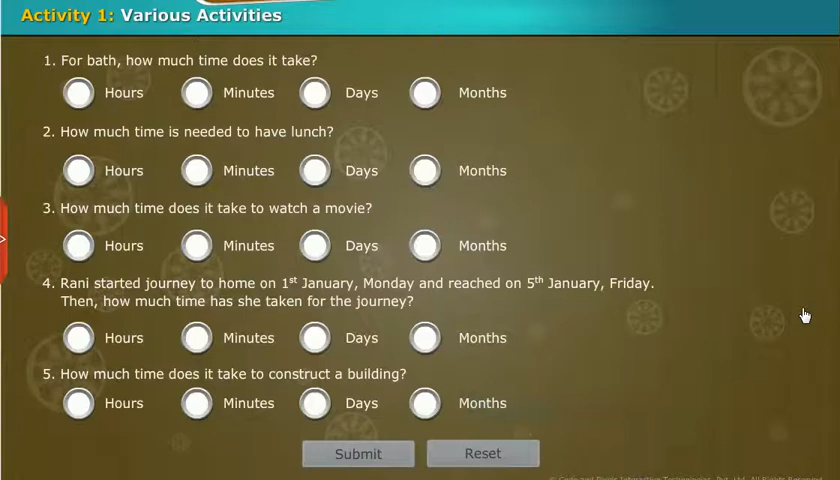 Activity 1: Various Activities
1. For bath, how much time does it take?
Hours Minutes Days Months
2. How much time is needed to have lunch?
Hours Minutes Days Months
3. How much time does it take to watch a movie?
Hours Minutes Days Months
4. Rani started journey to home on 1st January, Monday and reached on 5th January, Friday.
Then, how much time has she taken for the journey?
Hours Minutes Days Months
5. How much time does it take to construct a building?
Hours Minutes Days Months
Submit Reset